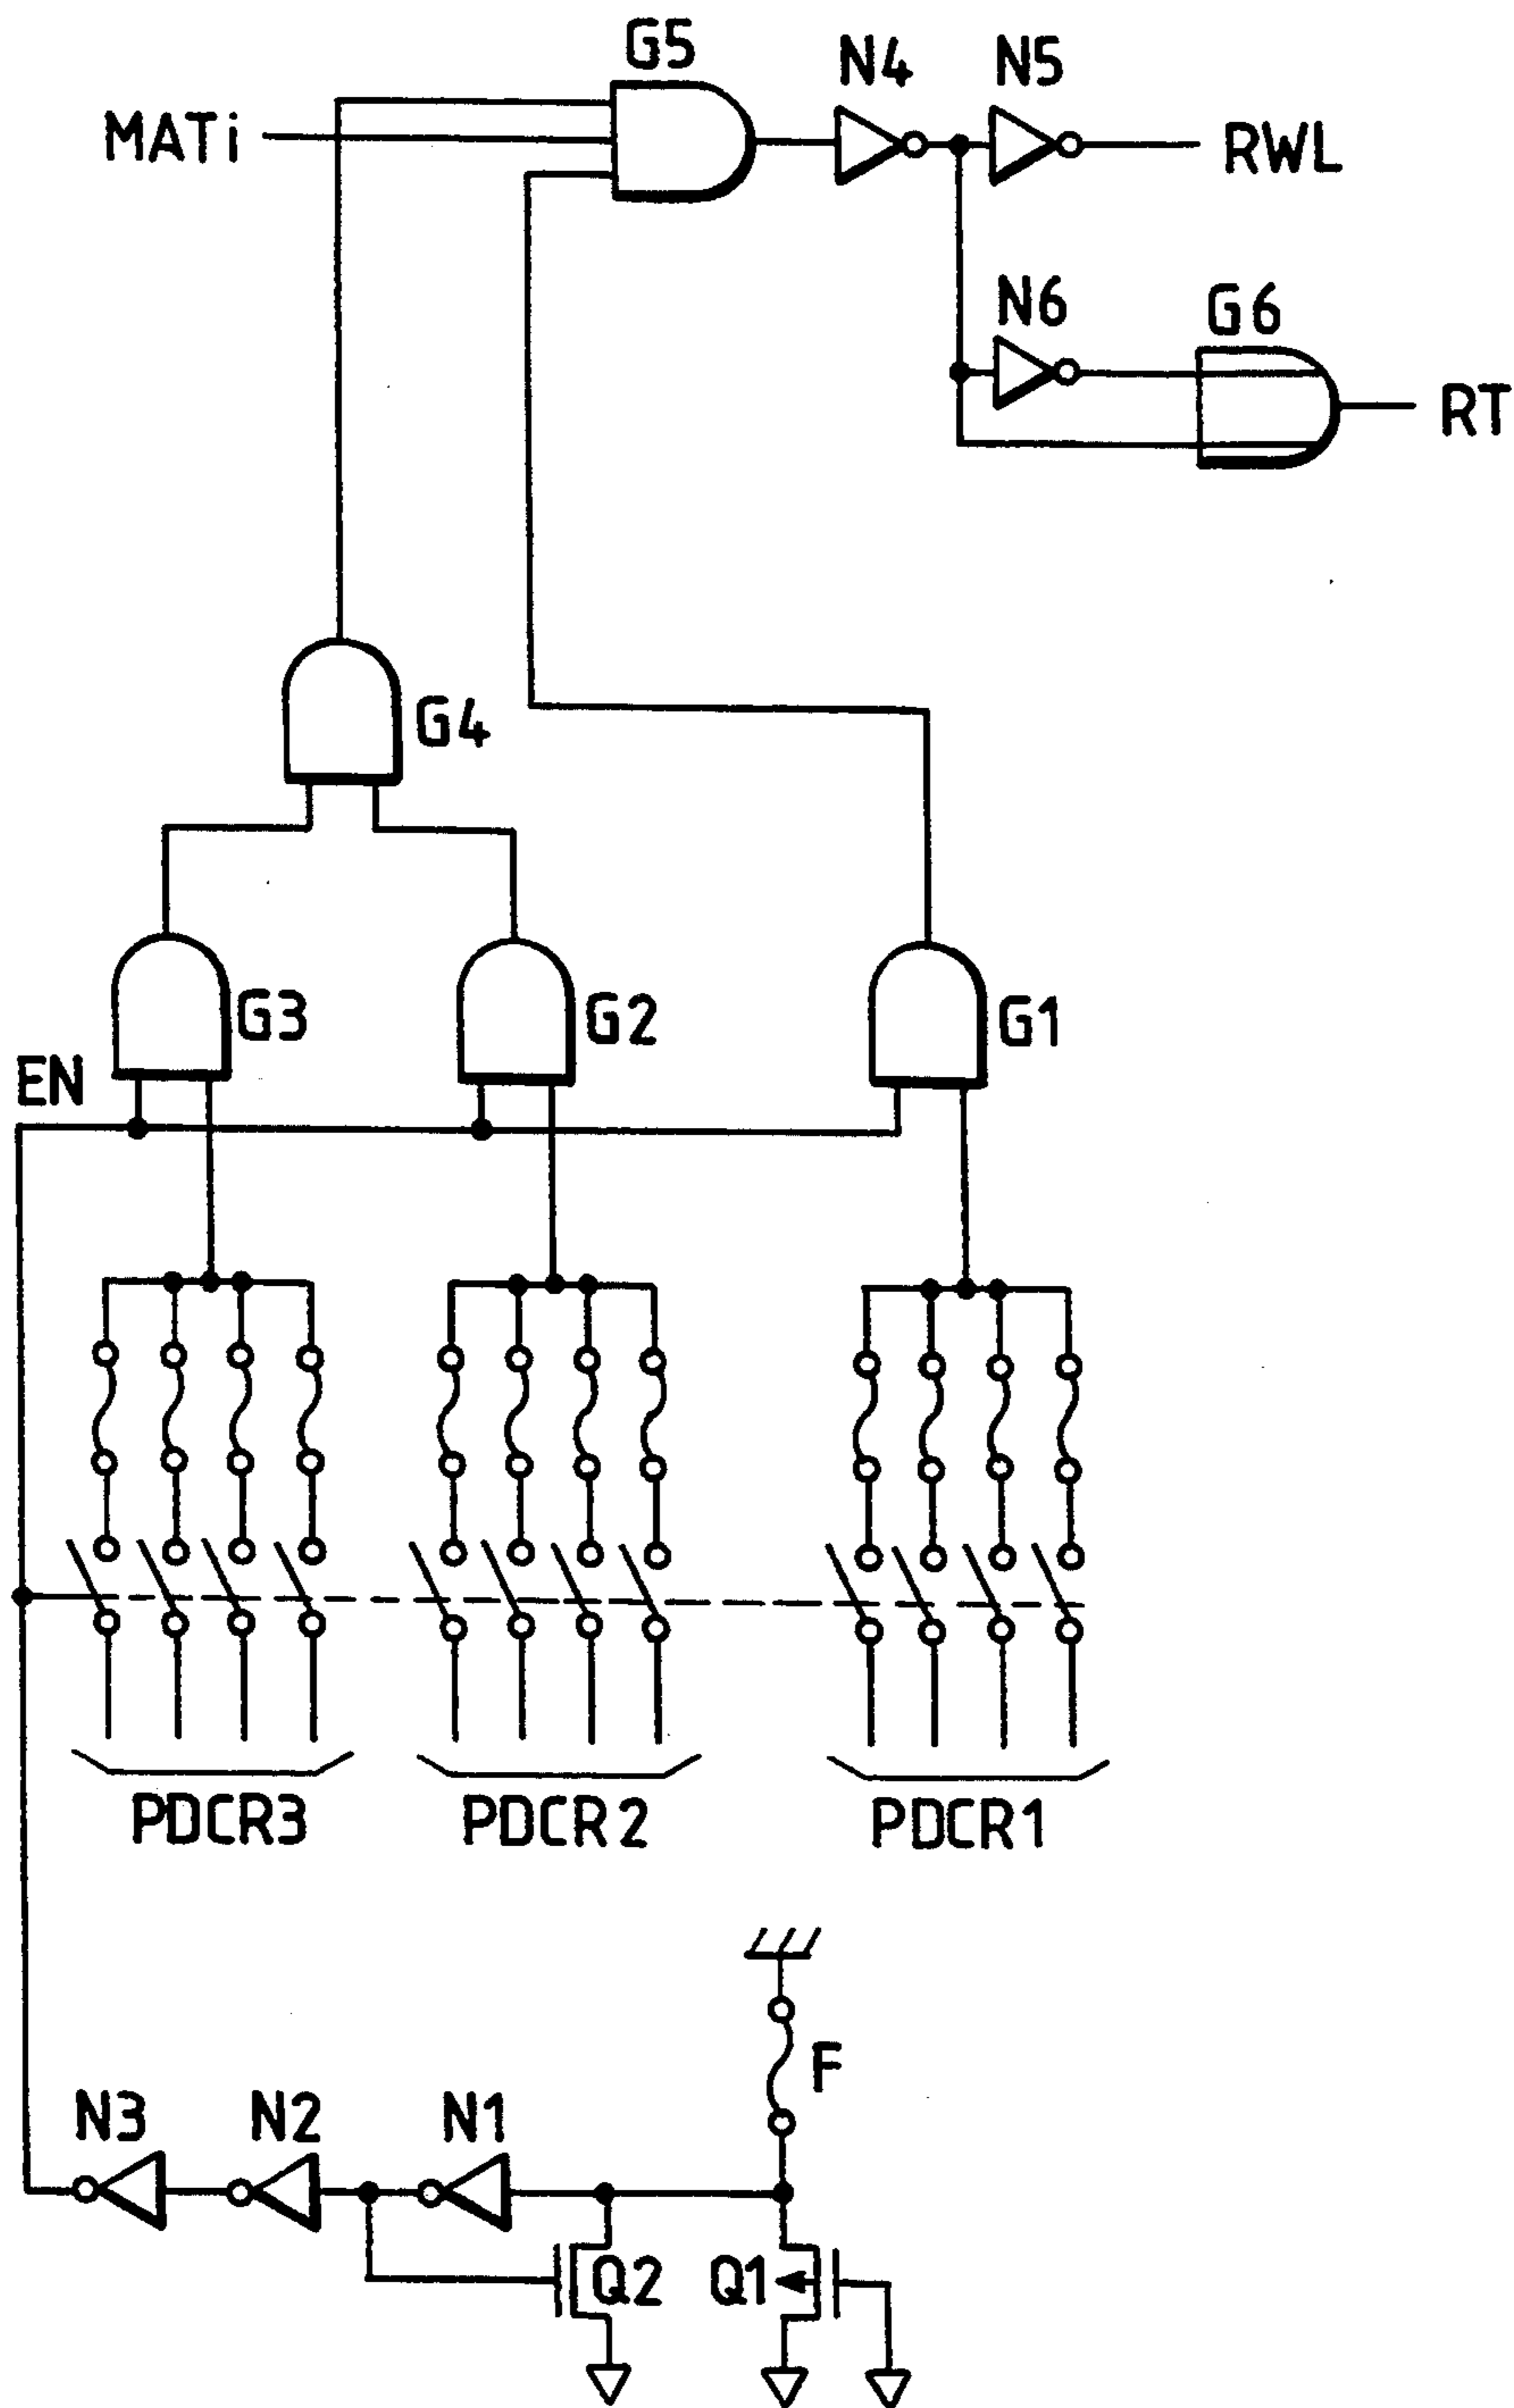 G5
N4
N5
MATi
RWL
N6
G6
RT
G4
G3
G2
G1
EN
PDCR3
PDCR2
PDCR1
F
N3
N2
N1
Q2
Q1